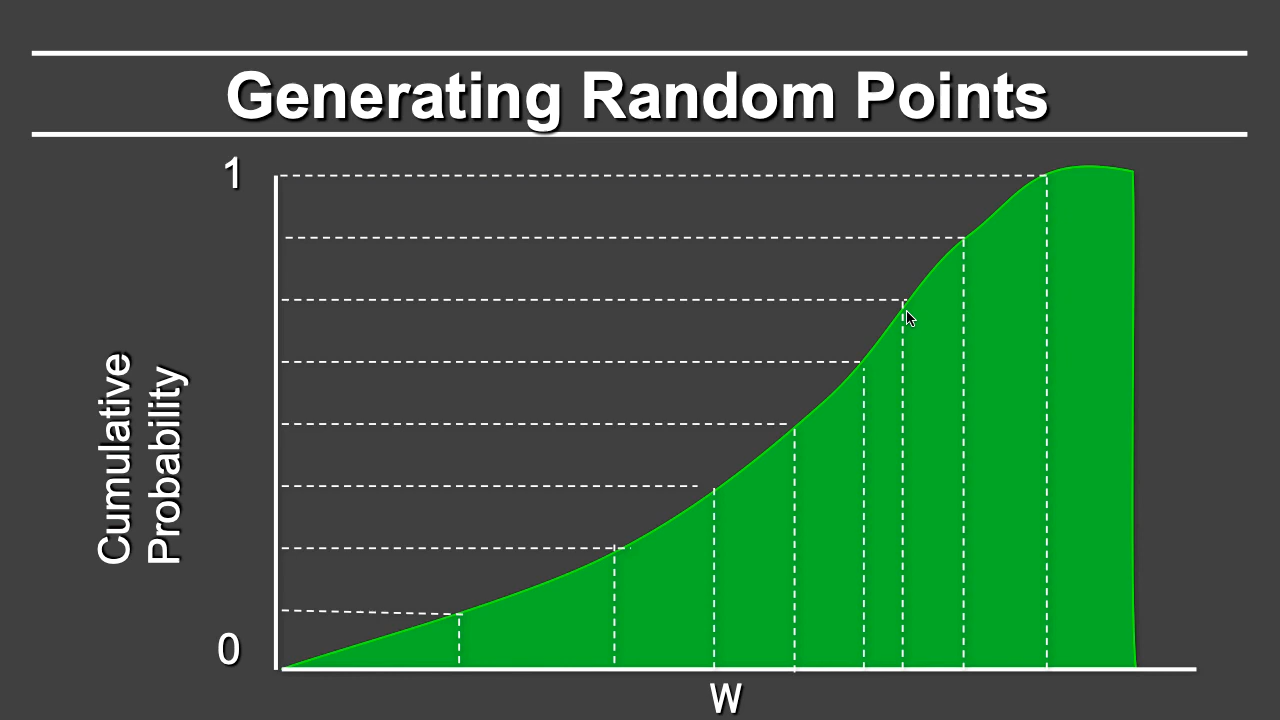 Generating Random Points
1
Cumulative
Probability
0
W